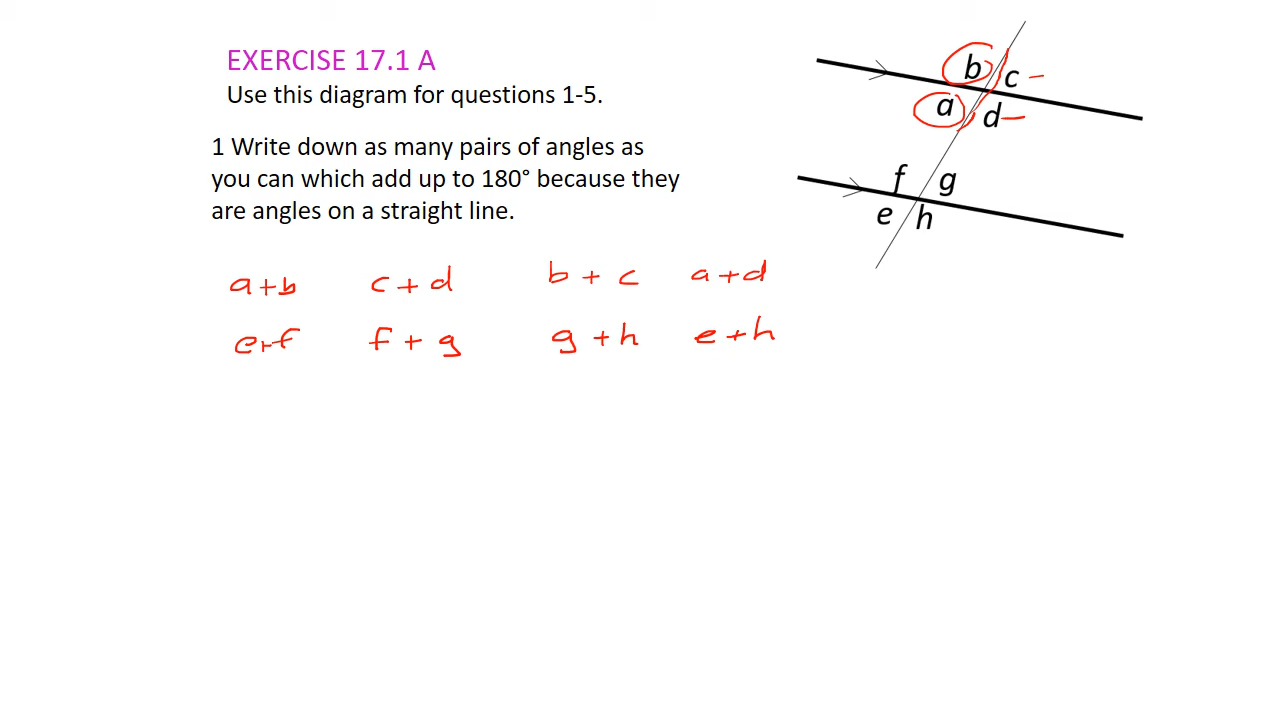 EXERCISE 17.1 A
Use this diagram for questions 1-5.
1 Write down as many pairs of angles as
you can which add up to 180° because they
are angles on a straight line.
a+b c+d b+c a+d
e+f f+g g+h e+h
b c
a d
f g
e h